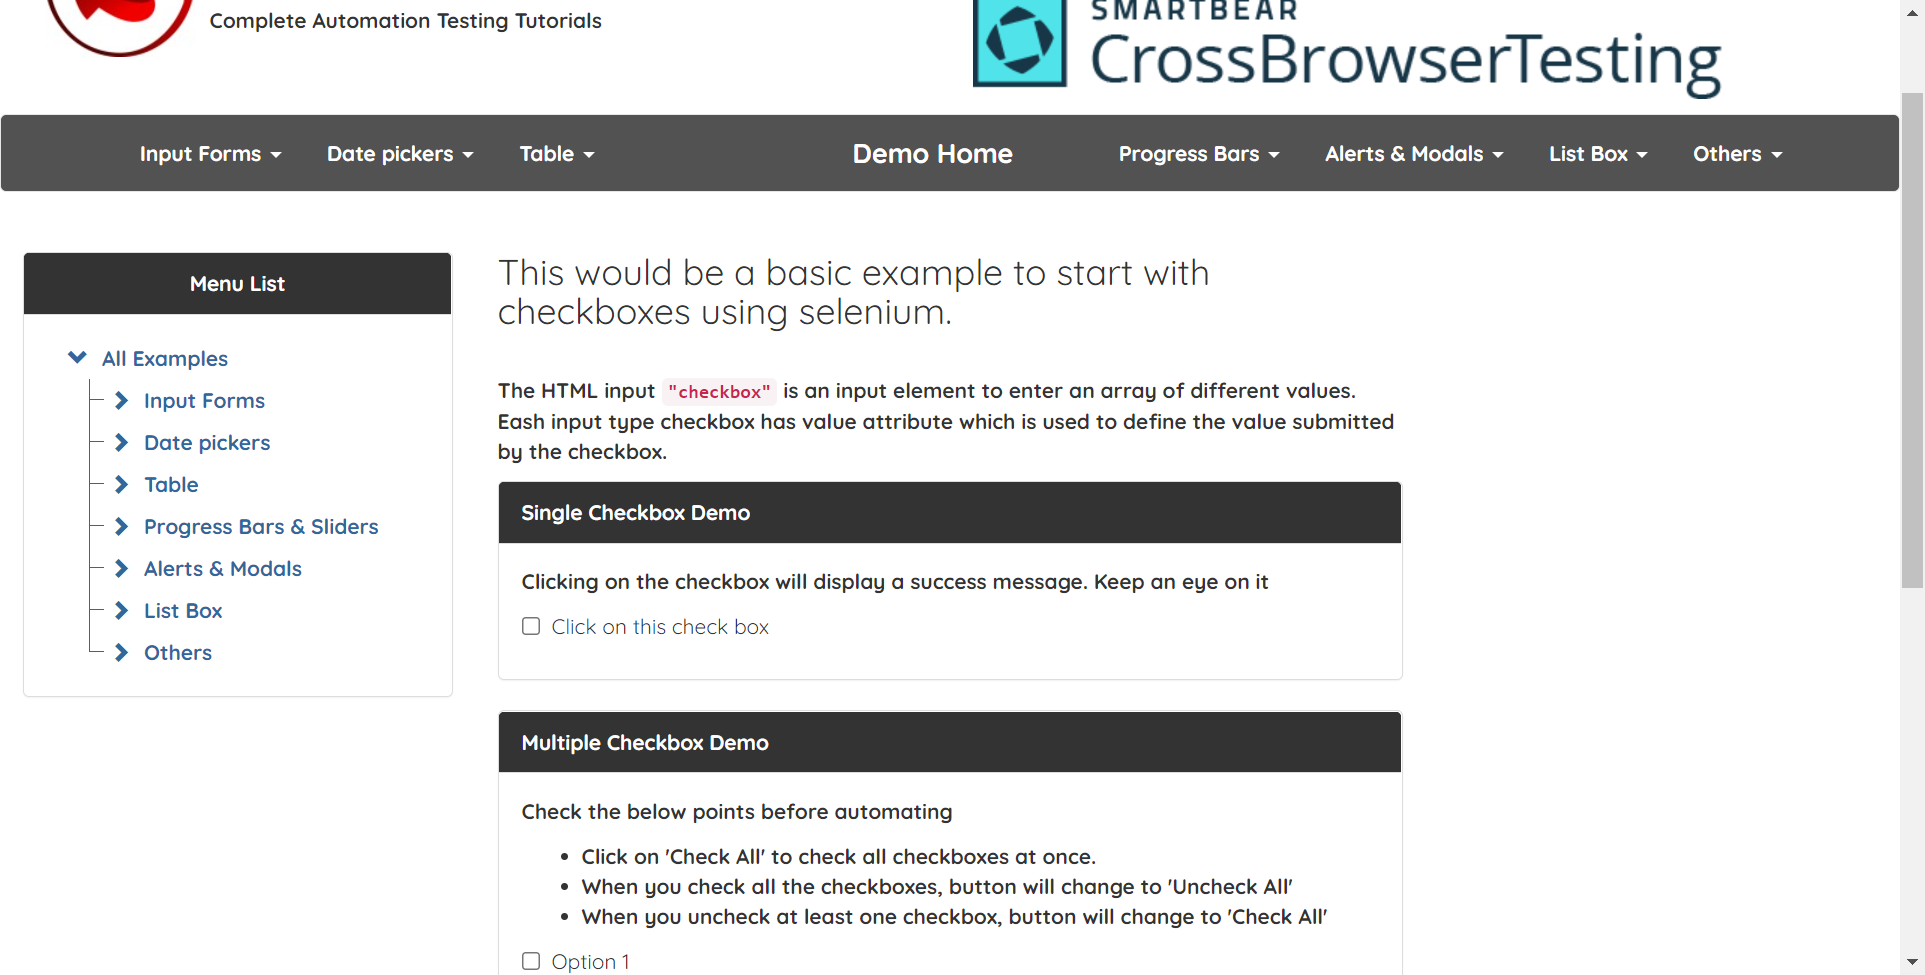 Complete Automation Testing Tutorials
SMARTBEAR
CrossBrowserTesting
Input Forms
Date pickers
Table
Demo Home
Progress Bars
Alerts & Modals
List Box
Others
Menu List
All Examples
Input Forms
Date pickers
Table
Progress Bars & Sliders
Alerts & Modals
List Box
Others
This would be a basic example to start with
checkboxes using selenium.
The HTML input "checkbox" is an input element to enter an array of different values.
Eash input type checkbox has value attribute which is used to define the value submitted
by the checkbox.
Single Checkbox Demo
Clicking on the checkbox will display a success message. Keep an eye on it
Click on this check box
Multiple Checkbox Demo
Check the below points before automating
• Click on 'Check All' to check all checkboxes at once.
• When you check all the checkboxes, button will change to 'Uncheck All'
• When you uncheck at least one checkbox, button will change to 'Check All'
Option 1